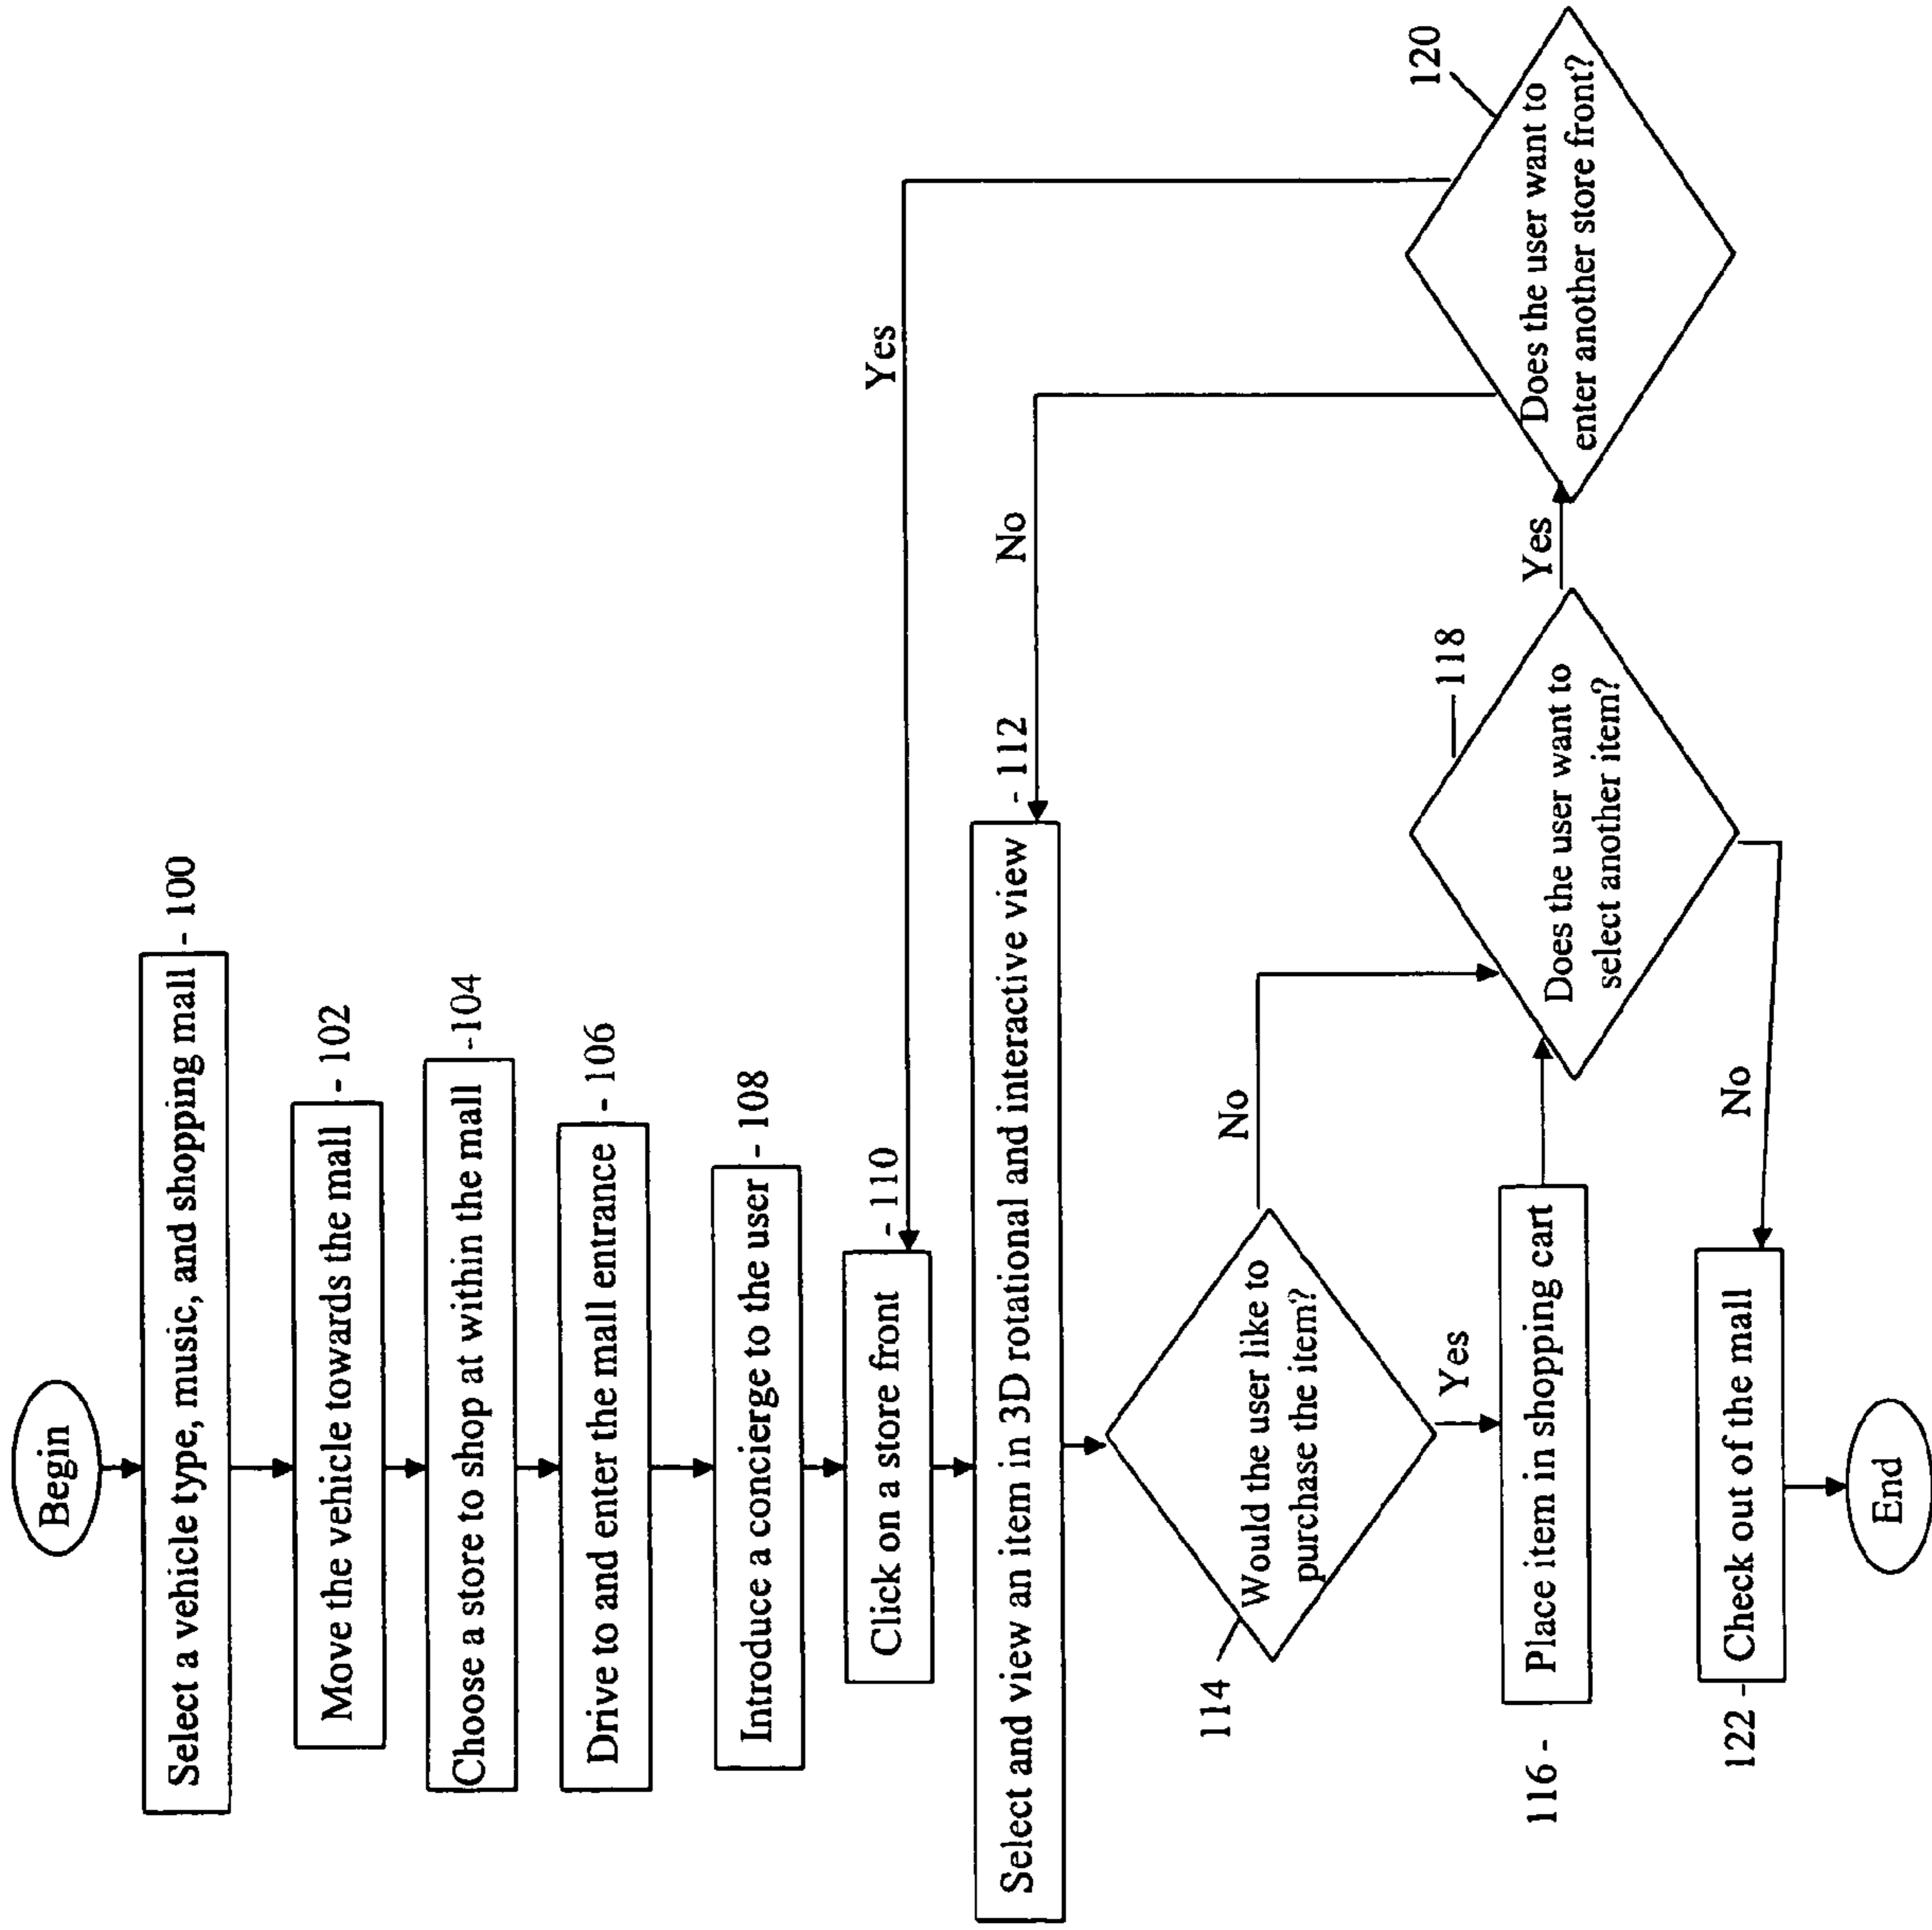 Begin
Select a vehicle type, music, and shopping mall - 100
Move the vehicle towards the mall - 102
Choose a store to shop at within the mall -104
Drive to and enter the mall entrance - 106
Introduce a concierge to the user - 108
Click on a store front - 110
Yes
Select and view an item in 3D rotational and interactive view - 112
No
114
Would the user like to
purchase the item?
No
Yes
116 - Place item in shopping cart
118
Does the user want to
select another item?
Yes
120
Does the user want to
enter another store front?
No
122 - Check out of the mall
End